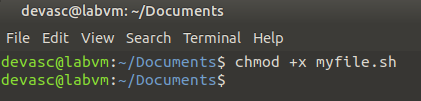 devasc@labvm:~/Documents
File Edit View Search Terminal Help
devasc@labvm:~/Documents$ chmod +x myfile.sh
devasc@labvm:~/Documents$